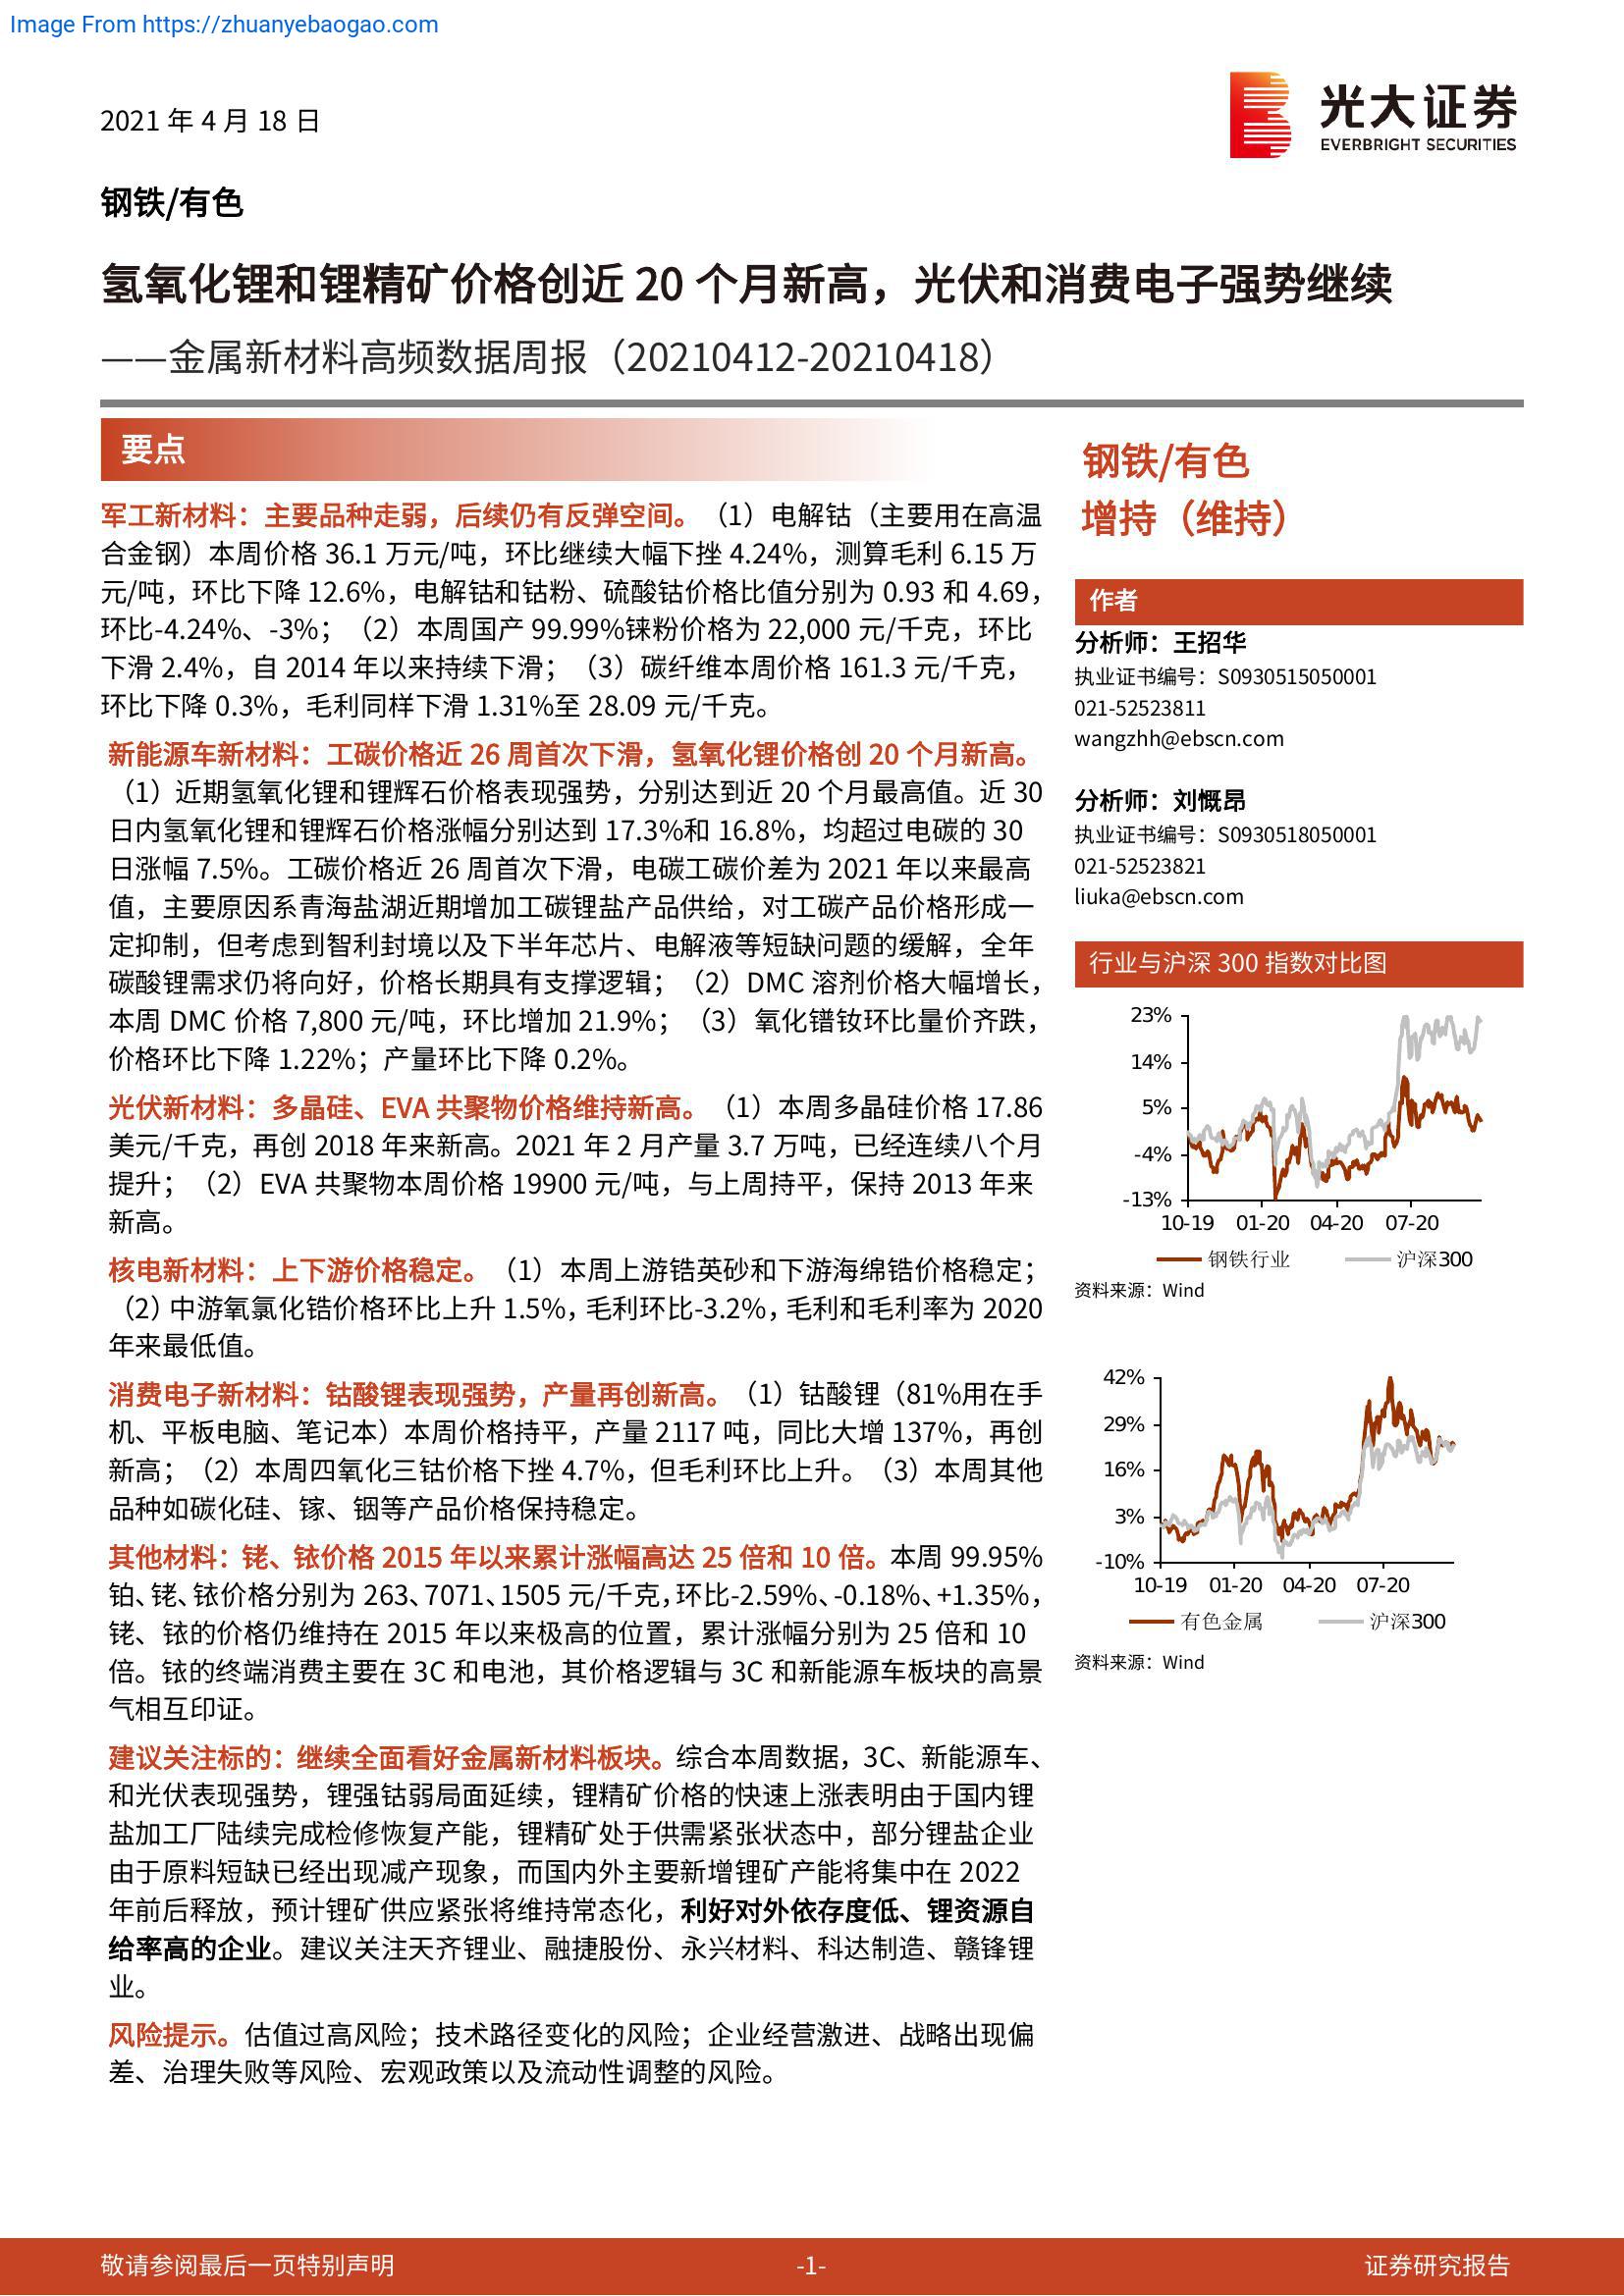 Image From https://zhuanyebaogao.com
2021 年 4 月 18 日
光大证券
EVERBRIGHT SECURITIES
钢铁/有色
氢氧化锂和锂精矿价格创近 20 个月新高，光伏和消费电子强势继续
——金属新材料高频数据周报（20210412-20210418）
要点
军工新材料：主要品种走弱，后续仍有反弹空间。（1）电解钴（主要用在高温
合金钢）本周价格 36.1 万元/吨，环比继续大幅下挫 4.24%，测算毛利 6.15 万
元/吨，环比下降 12.6%，电解钴和钴粉、硫酸钴价格比值分别为 0.93 和 4.69，
环比-4.24%、-3%；（2）本周国产 99.99%铼粉价格为 22,000 元/千克，环比
下滑 2.4%，自 2014 年以来持续下滑；（3）碳纤维本周价格 161.3 元/千克，
环比下降 0.3%，毛利同样下滑 1.31%至 28.09 元/千克。
新能源车新材料：工碳价格近 26 周首次下滑，氢氧化锂价格创 20 个月新高。
（1）近期氢氧化锂和锂辉石价格表现强势，分别达到近 20 个月最高值。近 30
日内氢氧化锂和锂辉石价格涨幅分别达到 17.3%和 16.8%，均超过电碳的 30
日涨幅 7.5%。工碳价格近 26 周首次下滑，电碳工碳价差为 2021 年以来最高
值，主要原因系青海盐湖近期增加工碳锂盐产品供给，对工碳产品价格形成一
定抑制，但考虑到智利封境以及下半年芯片、电解液等短缺问题的缓解，全年
碳酸锂需求仍将向好，价格长期具有支撑逻辑；（2）DMC 溶剂价格大幅增长，
本周 DMC 价格 7,800 元/吨，环比增加 21.9%；（3）氧化镨钕环比量价齐跌，
价格环比下降 1.22%；产量环比下降 0.2%。
光伏新材料：多晶硅、EVA 共聚物价格维持新高。（1）本周多晶硅价格 17.86
美元/千克，再创 2018 年来新高。2021 年 2 月产量 3.7 万吨，已经连续八个月
提升；（2）EVA 共聚物本周价格 19900 元/吨，与上周持平，保持 2013 年来
新高。
核电新材料：上下游价格稳定。（1）本周上游锆英砂和下游海绵锆价格稳定；
（2）中游氧氯化锆价格环比上升 1.5%，毛利环比-3.2%，毛利和毛利率为 2020
年来最低值。
消费电子新材料：钴酸锂表现强势，产量再创新高。（1）钴酸锂（81%用在手
机、平板电脑、笔记本）本周价格持平，产量 2117 吨，同比大增 137%，再创
新高；（2）本周四氧化三钴价格下挫 4.7%，但毛利环比上升。（3）本周其他
品种如碳化硅、镓、铟等产品价格保持稳定。
其他材料：铑、铱价格 2015 年以来累计涨幅高达 25 倍和 10 倍。本周 99.95%
铂、铑、铱价格分别为 263、7071、1505 元/千克，环比-2.59%、-0.18%、+1.35%，
铑、铱的价格仍维持在 2015 年以来极高的位置，累计涨幅分别为 25 倍和 10
倍。铱的终端消费主要在 3C 和电池，其价格逻辑与 3C 和新能源车板块的高景
气相互印证。
建议关注标的：继续全面看好金属新材料板块。综合本周数据，3C、新能源车、
和光伏表现强势，锂强钴弱局面延续，锂精矿价格的快速上涨表明由于国内锂
盐加工厂陆续完成检修恢复产能，锂精矿处于供需紧张状态中，部分锂盐企业
由于原料短缺已经出现减产现象，而国内外主要新增锂矿产能将集中在 2022
年前后释放，预计锂矿供应紧张将维持常态化，利好对外依存度低、锂资源自
给率高的企业。建议关注天齐锂业、融捷股份、永兴材料、科达制造、赣锋锂
业。
风险提示。估值过高风险；技术路径变化的风险；企业经营激进、战略出现偏
差、治理失败等风险、宏观政策以及流动性调整的风险。
钢铁/有色
增持（维持）
作者
分析师：王招华
执业证书编号：S0930515050001
021-52523811
wangzhh@ebscn.com
分析师：刘慨昂
执业证书编号：S0930518050001
021-52523821
liuka@ebscn.com
行业与沪深 300 指数对比图
23%
14%
5%
-4%
-13%
10-19 01-20 04-20 07-20
钢铁行业 沪深300
资料来源：Wind
42%
29%
16%
3%
-10%
10-19 01-20 04-20 07-20
有色金属 沪深300
资料来源：Wind
敬请参阅最后一页特别声明 -1- 证券研究报告